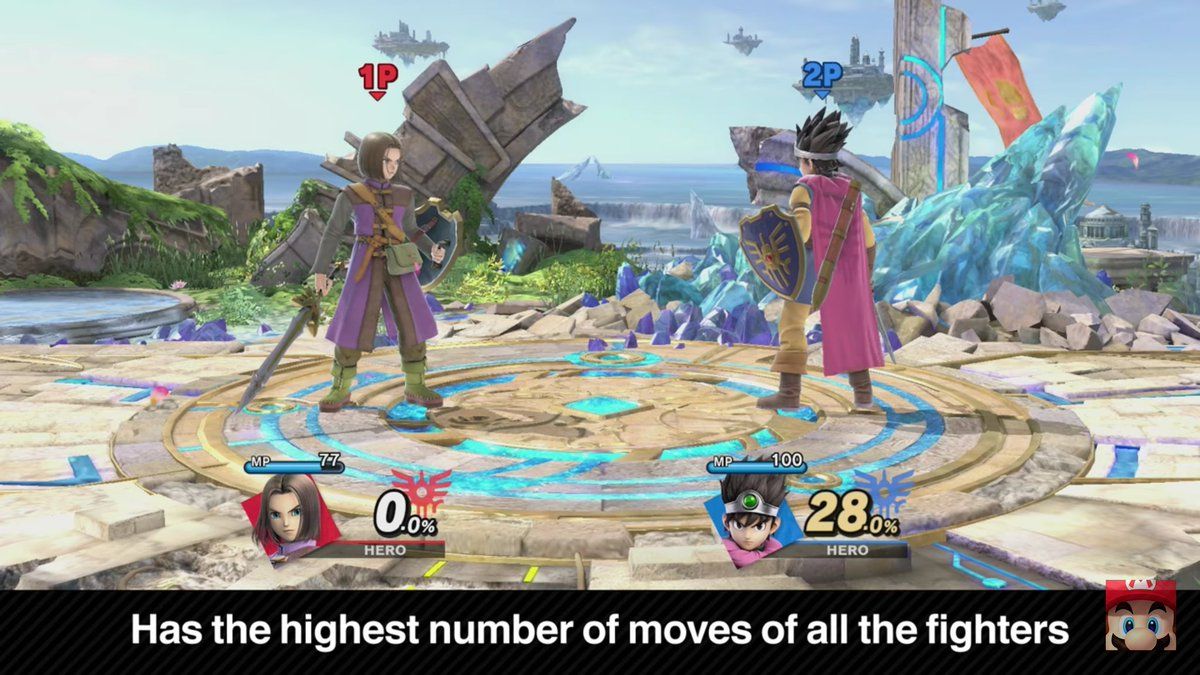 1P
2P
MP 77
0.0%
HERO
MP 100
28.0%
HERO
Has the highest number of moves of all the fighters
M